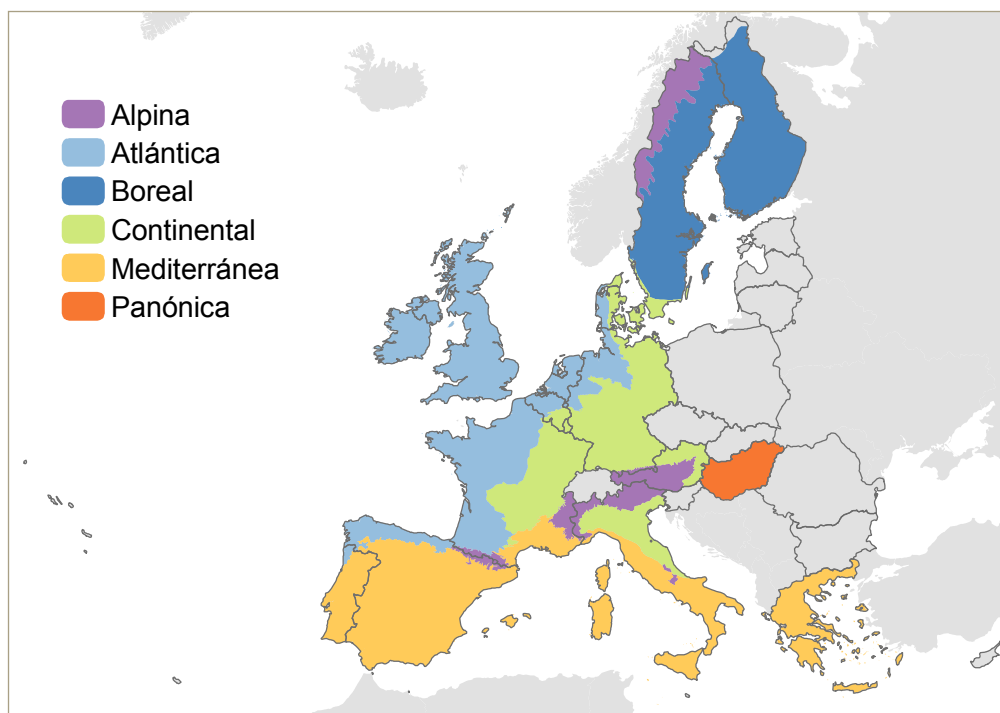 Alpina
Atlántica
Boreal
Continental
Mediterránea
Panónica